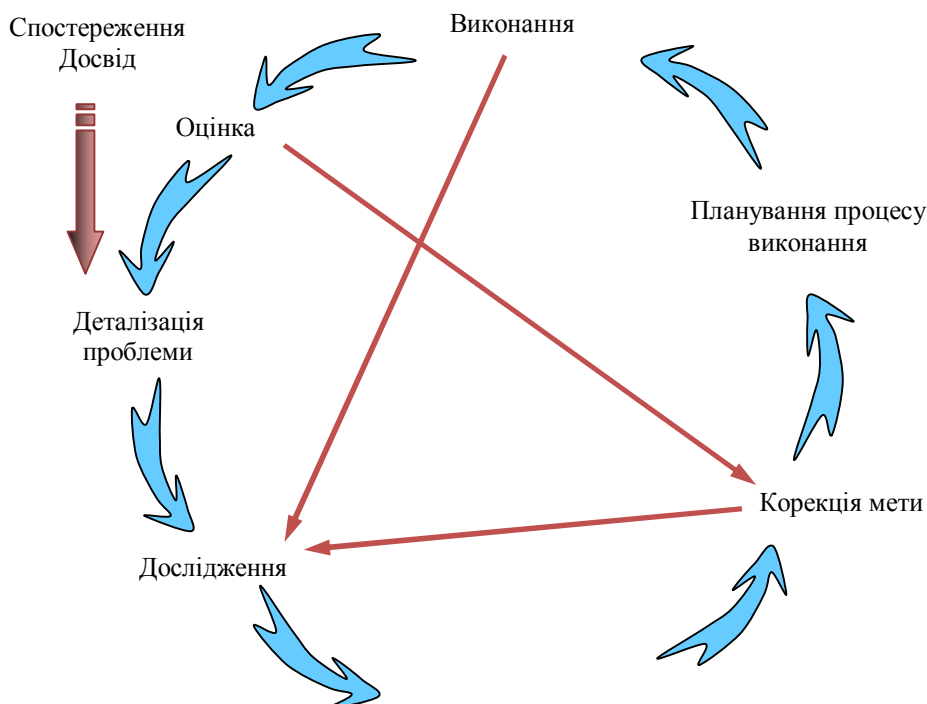 Спостереження
Досвід
Виконання
Оцінка
Планування процесу
виконання
Деталізація
проблеми
Корекція мети
Дослідження